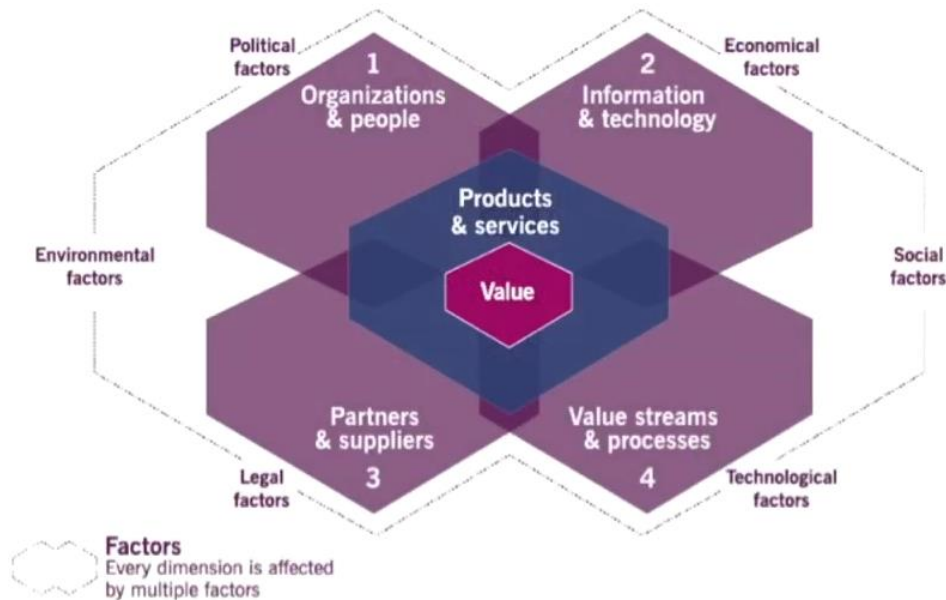 Political
factors
1
Organizations
& people
2
Information
& technology
Economical
factors
Products
& services
Environmental
factors
Value
Social
factors
Partners
& suppliers
3
Value streams
& processes
4
Legal
factors
Technological
factors
Factors
Every dimension is affected
by multiple factors